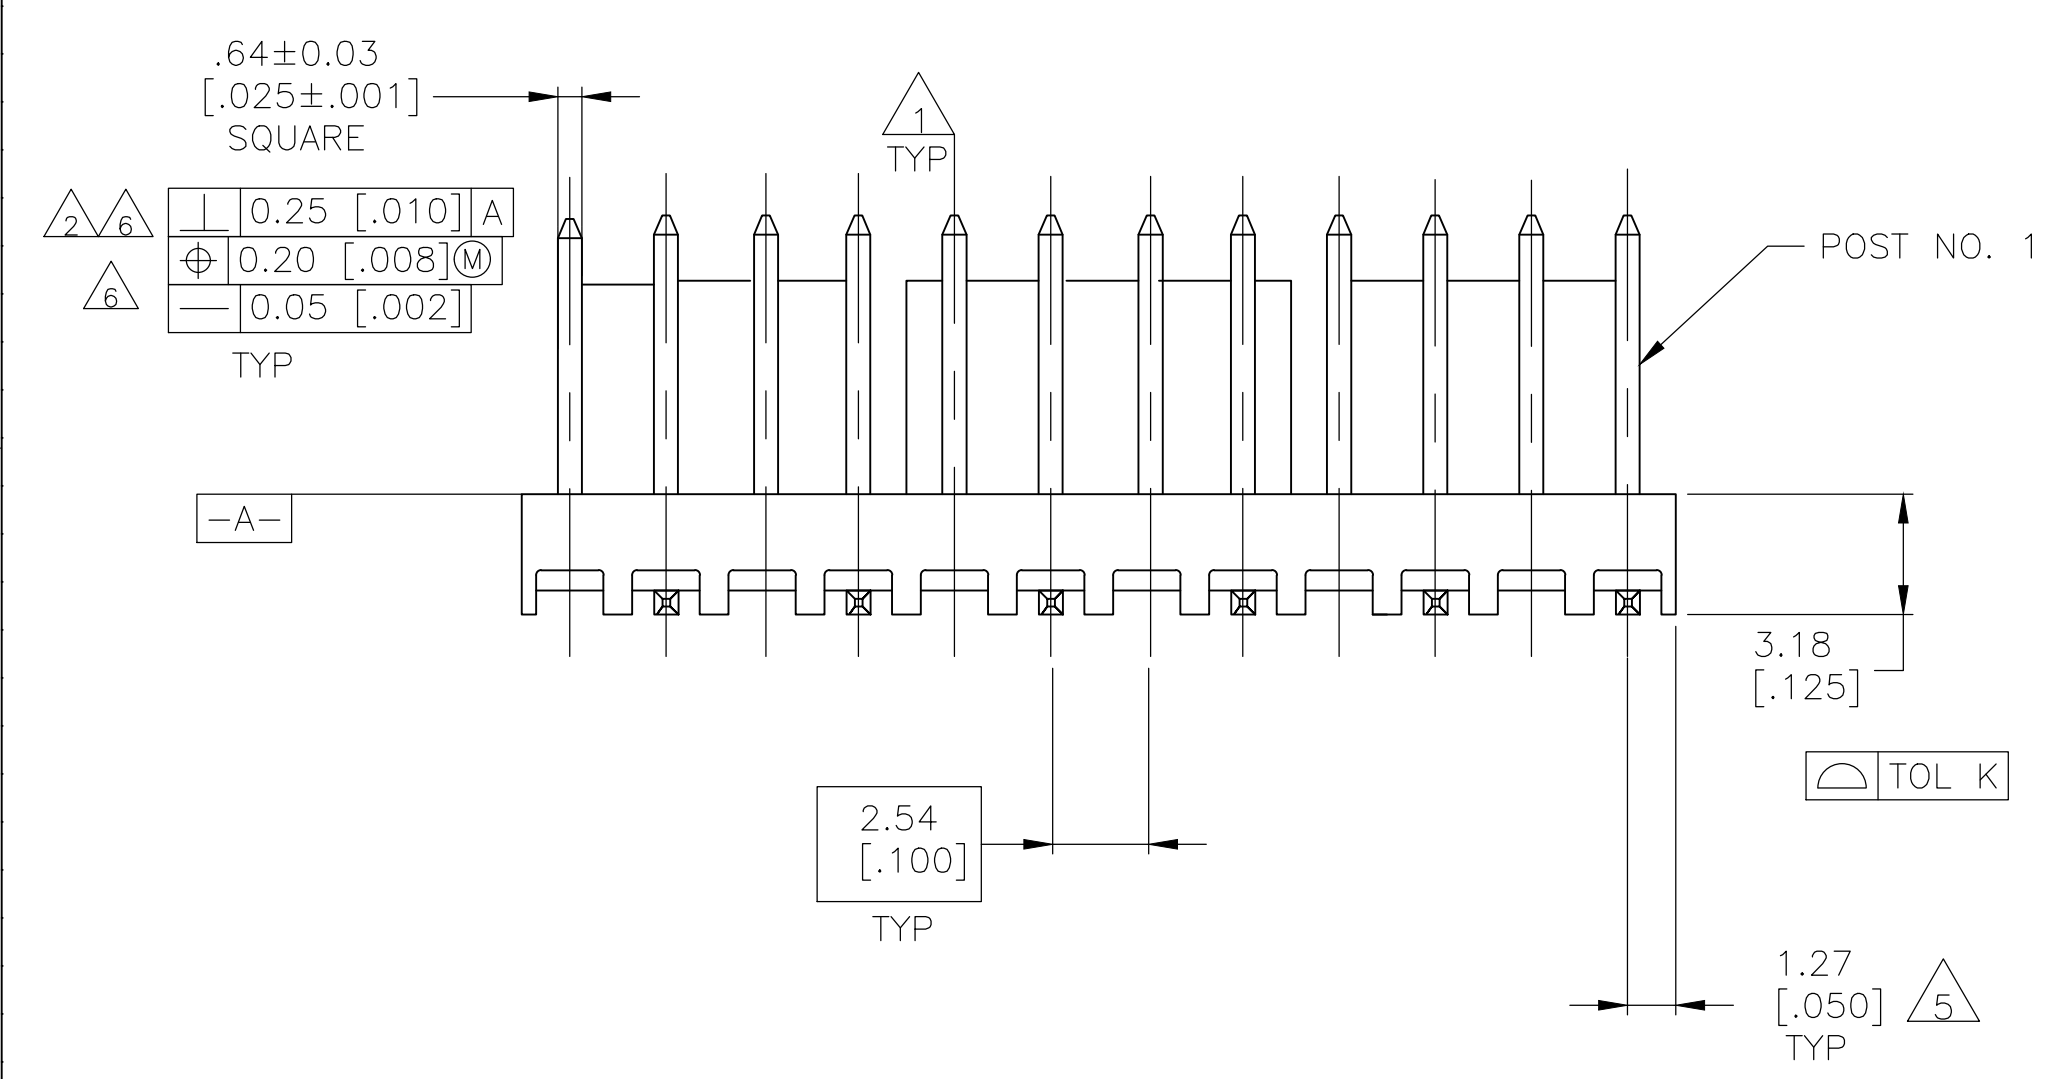 .64±0.03
[.025±.001]
SQUARE
1
TYP
2 6 ⊥ 0.25 [.010] A
⌖ 0.20 [.008] Ⓜ
6
— 0.05 [.002]
TYP
POST NO. 1
-A-
3.18
[.125]
⌓ TOL K
2.54
[.100]
TYP
1.27
[.050] 5
TYP